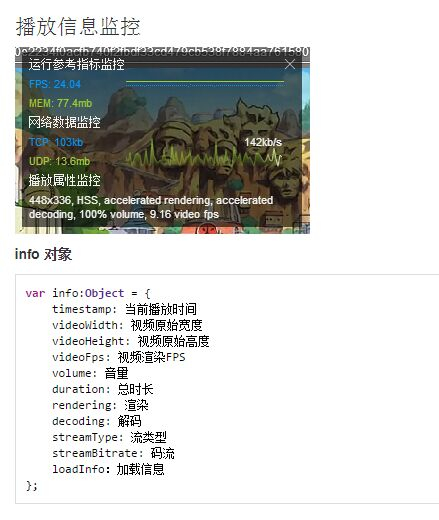 播放信息监控
运行参考指标监控
FPS: 24.04
MEM: 77.4mb
网络数据监控
TCP: 103kb 142kb/s
UDP: 13.6mb
播放属性监控
448x336, HSS, accelerated rendering, accelerated
decoding, 100% volume, 9.16 video fps
info 对象
var info:Object = {
timestamp: 当前播放时间
videoWidth: 视频原始宽度
videoHeight: 视频原始高度
videoFps: 视频渲染FPS
volume: 音量
duration: 总时长
rendering: 渲染
decoding: 解码
streamType: 流类型
streamBitrate: 码流
loadInfo: 加载信息
};